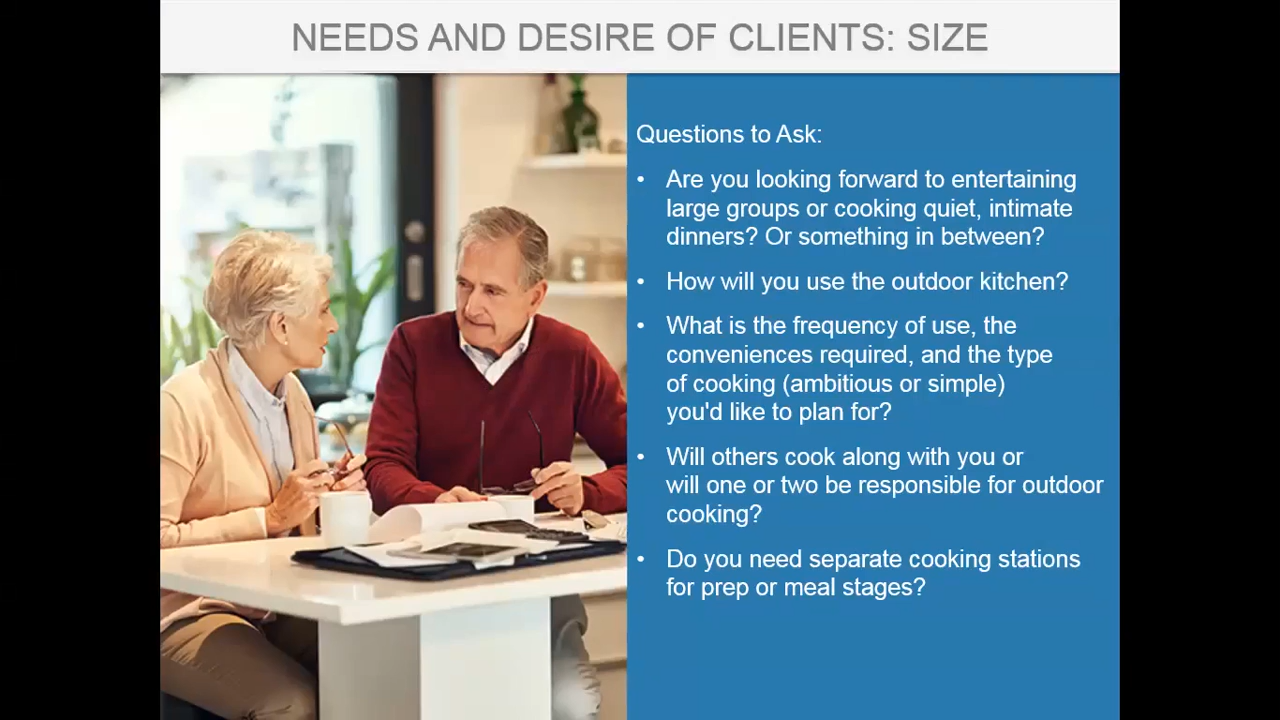 NEEDS AND DESIRE OF CLIENTS: SIZE
Questions to Ask:
• Are you looking forward to entertaining
large groups or cooking quiet, intimate
dinners? Or something in between?
• How will you use the outdoor kitchen?
• What is the frequency of use, the
conveniences required, and the type
of cooking (ambitious or simple)
you'd like to plan for?
• Will others cook along with you or
will one or two be responsible for outdoor
cooking?
• Do you need separate cooking stations
for prep or meal stages?